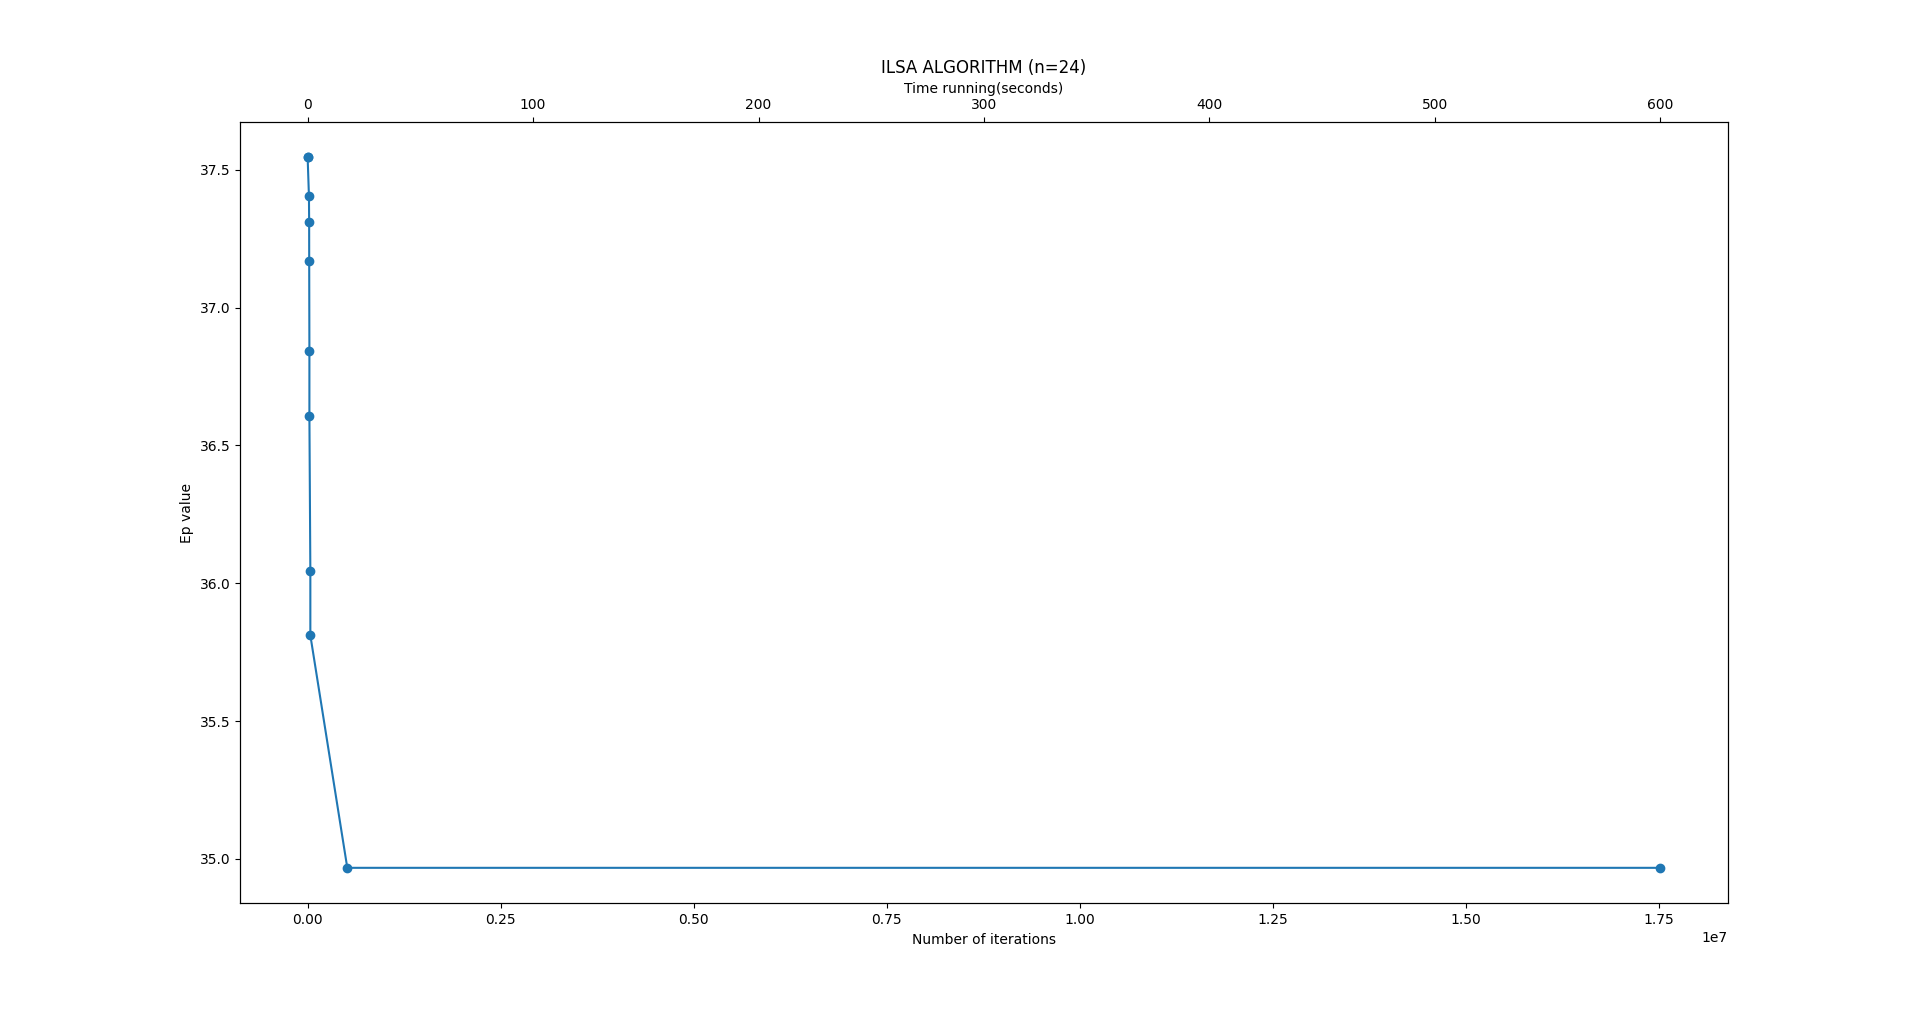 ILSA ALGORITHM (n=24)
Time running(seconds)
0 100 200 300 400 500 600
37.5
37.0
36.5
36.0
35.5
35.0
Ep value
0.00 0.25 0.50 0.75 1.00 1.25 1.50 1.75
Number of iterations
1e7